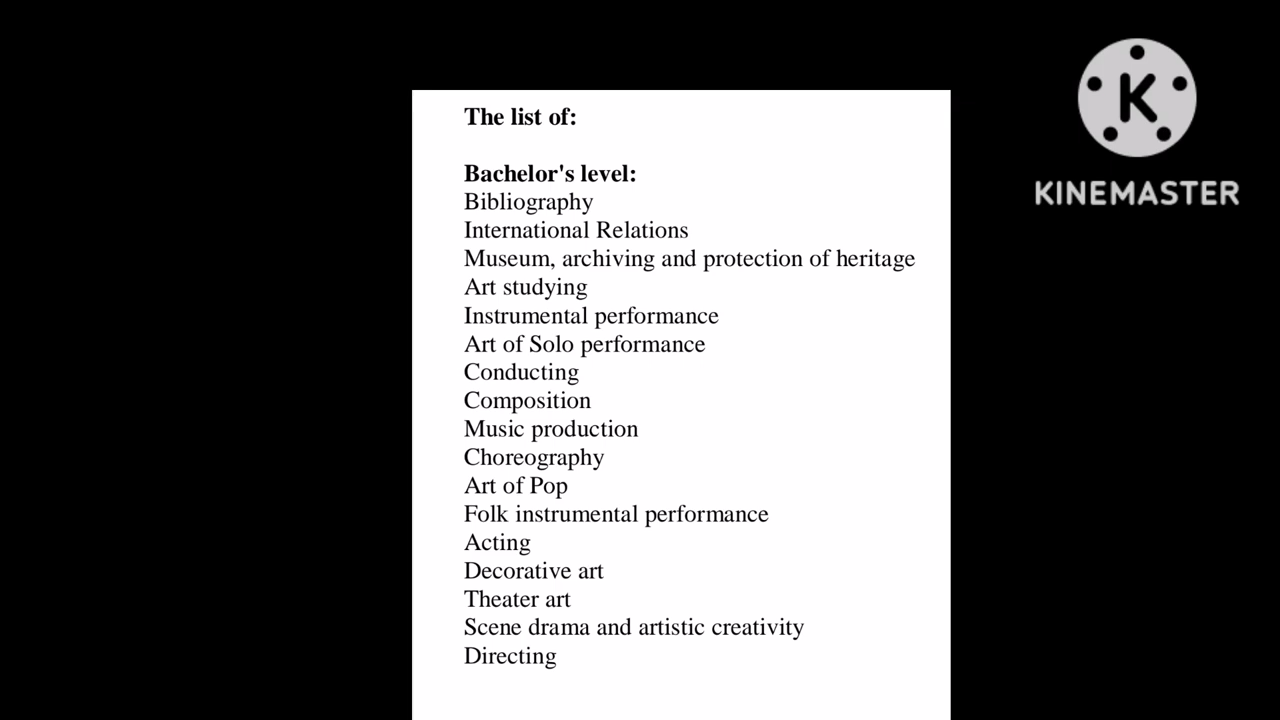 The list of:
Bachelor's level:
Bibliography
International Relations
Museum, archiving and protection of heritage
Art studying
Instrumental performance
Art of Solo performance
Conducting
Composition
Music production
Choreography
Art of Pop
Folk instrumental performance
Acting
Decorative art
Theater art
Scene drama and artistic creativity
Directing
K
KINEMASTER